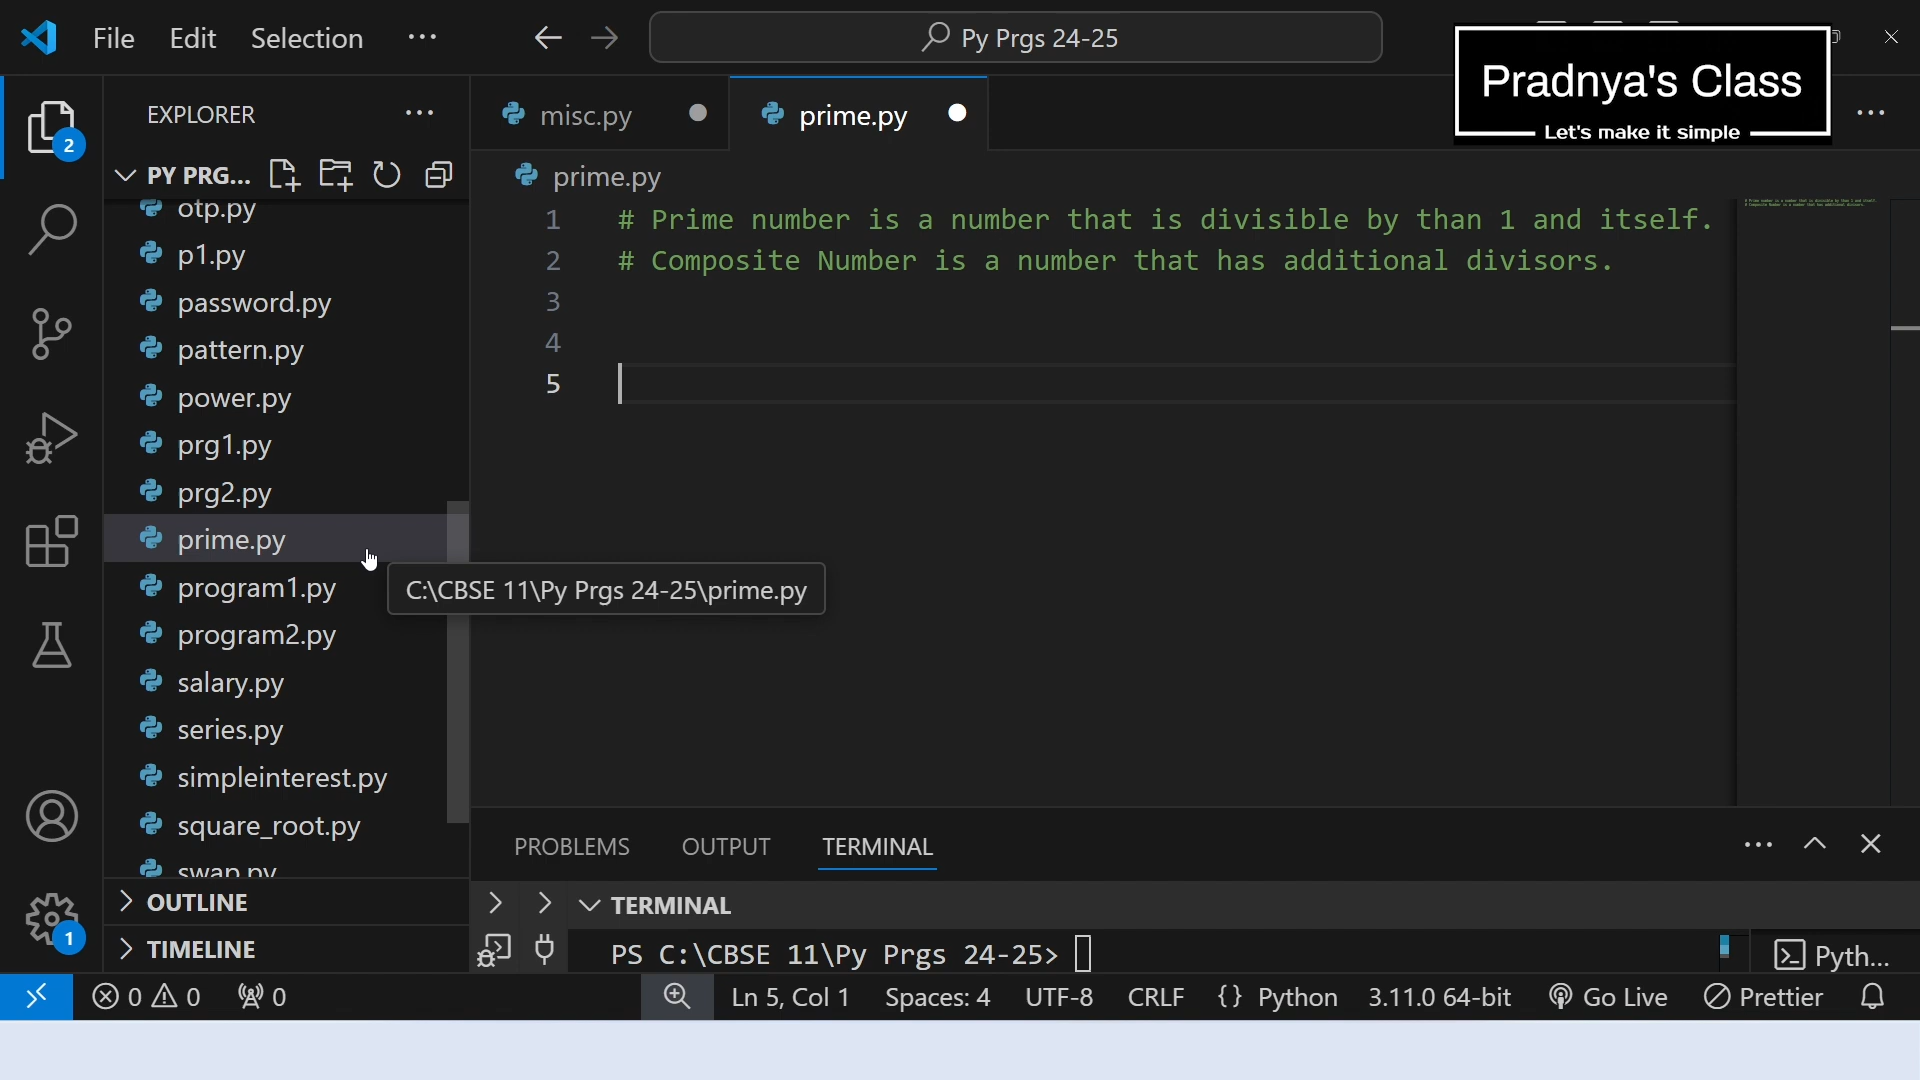 File Edit Selection ...
Py Prgs 24-25
Pradnya's Class
Let's make it simple
EXPLORER
PY PRG...
otp.py
p1.py
password.py
pattern.py
power.py
prg1.py
prg2.py
prime.py
program1.py
program2.py
salary.py
series.py
simpleinterest.py
square_root.py
swap.py
OUTLINE
TIMELINE
2
1
misc.py
prime.py
prime.py
1 # Prime number is a number that is divisible by than 1 and itself.
2 # Composite Number is a number that has additional divisors.
3
4
5
C:\CBSE 11\Py Prgs 24-25\prime.py
PROBLEMS OUTPUT TERMINAL
TERMINAL
PS C:\CBSE 11\Py Prgs 24-25>
Pyth...
0 0 0 Ln 5, Col 1 Spaces: 4 UTF-8 CRLF {} Python 3.11.0 64-bit Go Live Prettier